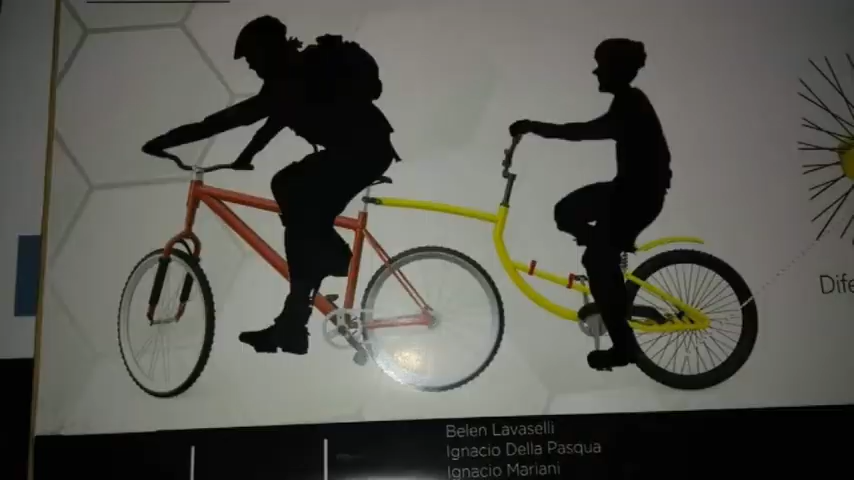 Dife
Belen Lavaselli
Ignacio Della Pasqua
Ignacio Mariani